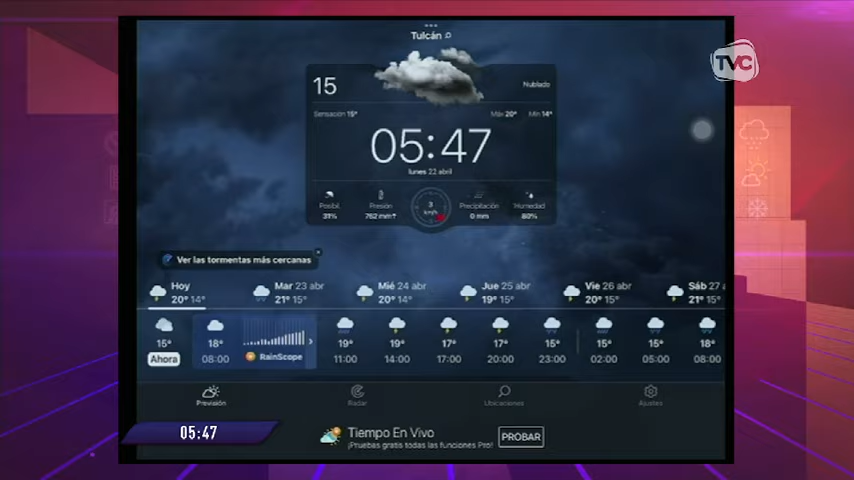 Tulcán
TVC
15
Nublado
Sensación 15°
Máx 20° Mín 14°
05:47
lunes 22 abril
Posibil.
31%
Presión
762 mm↑
3
km/h
Precipitación
0 mm
Humedad
80%
Ver las tormentas más cercanas
Hoy
20° 14°
Mar 23 abr
21° 15°
Mié 24 abr
20° 14°
Jue 25 abr
19° 15°
Vie 26 abr
20° 15°
Sáb 27
21° 15°
15°
Ahora
18°
08:00
RainScope
19°
11:00
19°
14:00
17°
17:00
17°
20:00
15°
23:00
15°
02:00
15°
05:00
18°
08:00
Previsión
Radar
Ubicaciones
Ajustes
05:47
Tiempo En Vivo
¡Pruebas gratis todas las funciones Pro!
PROBAR